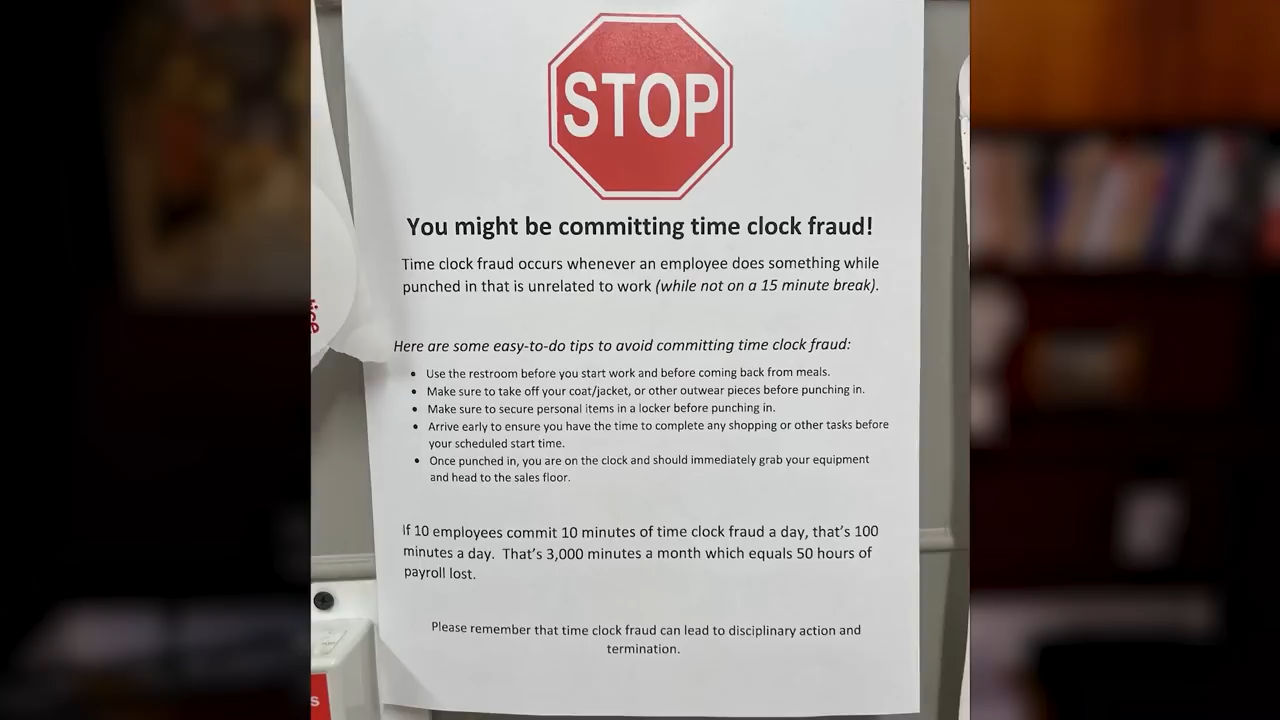 STOP
You might be committing time clock fraud!
Time clock fraud occurs whenever an employee does something while
punched in that is unrelated to work (while not on a 15 minute break).
Here are some easy-to-do tips to avoid committing time clock fraud:
• Use the restroom before you start work and before coming back from meals.
• Make sure to take off your coat/jacket, or other outwear pieces before punching in.
• Make sure to secure personal items in a locker before punching in.
• Arrive early to ensure you have the time to complete any shopping or other tasks before
your scheduled start time.
• Once punched in, you are on the clock and should immediately grab your equipment
and head to the sales floor.
If 10 employees commit 10 minutes of time clock fraud a day, that's 100
minutes a day. That's 3,000 minutes a month which equals 50 hours of
payroll lost.
Please remember that time clock fraud can lead to disciplinary action and
termination.